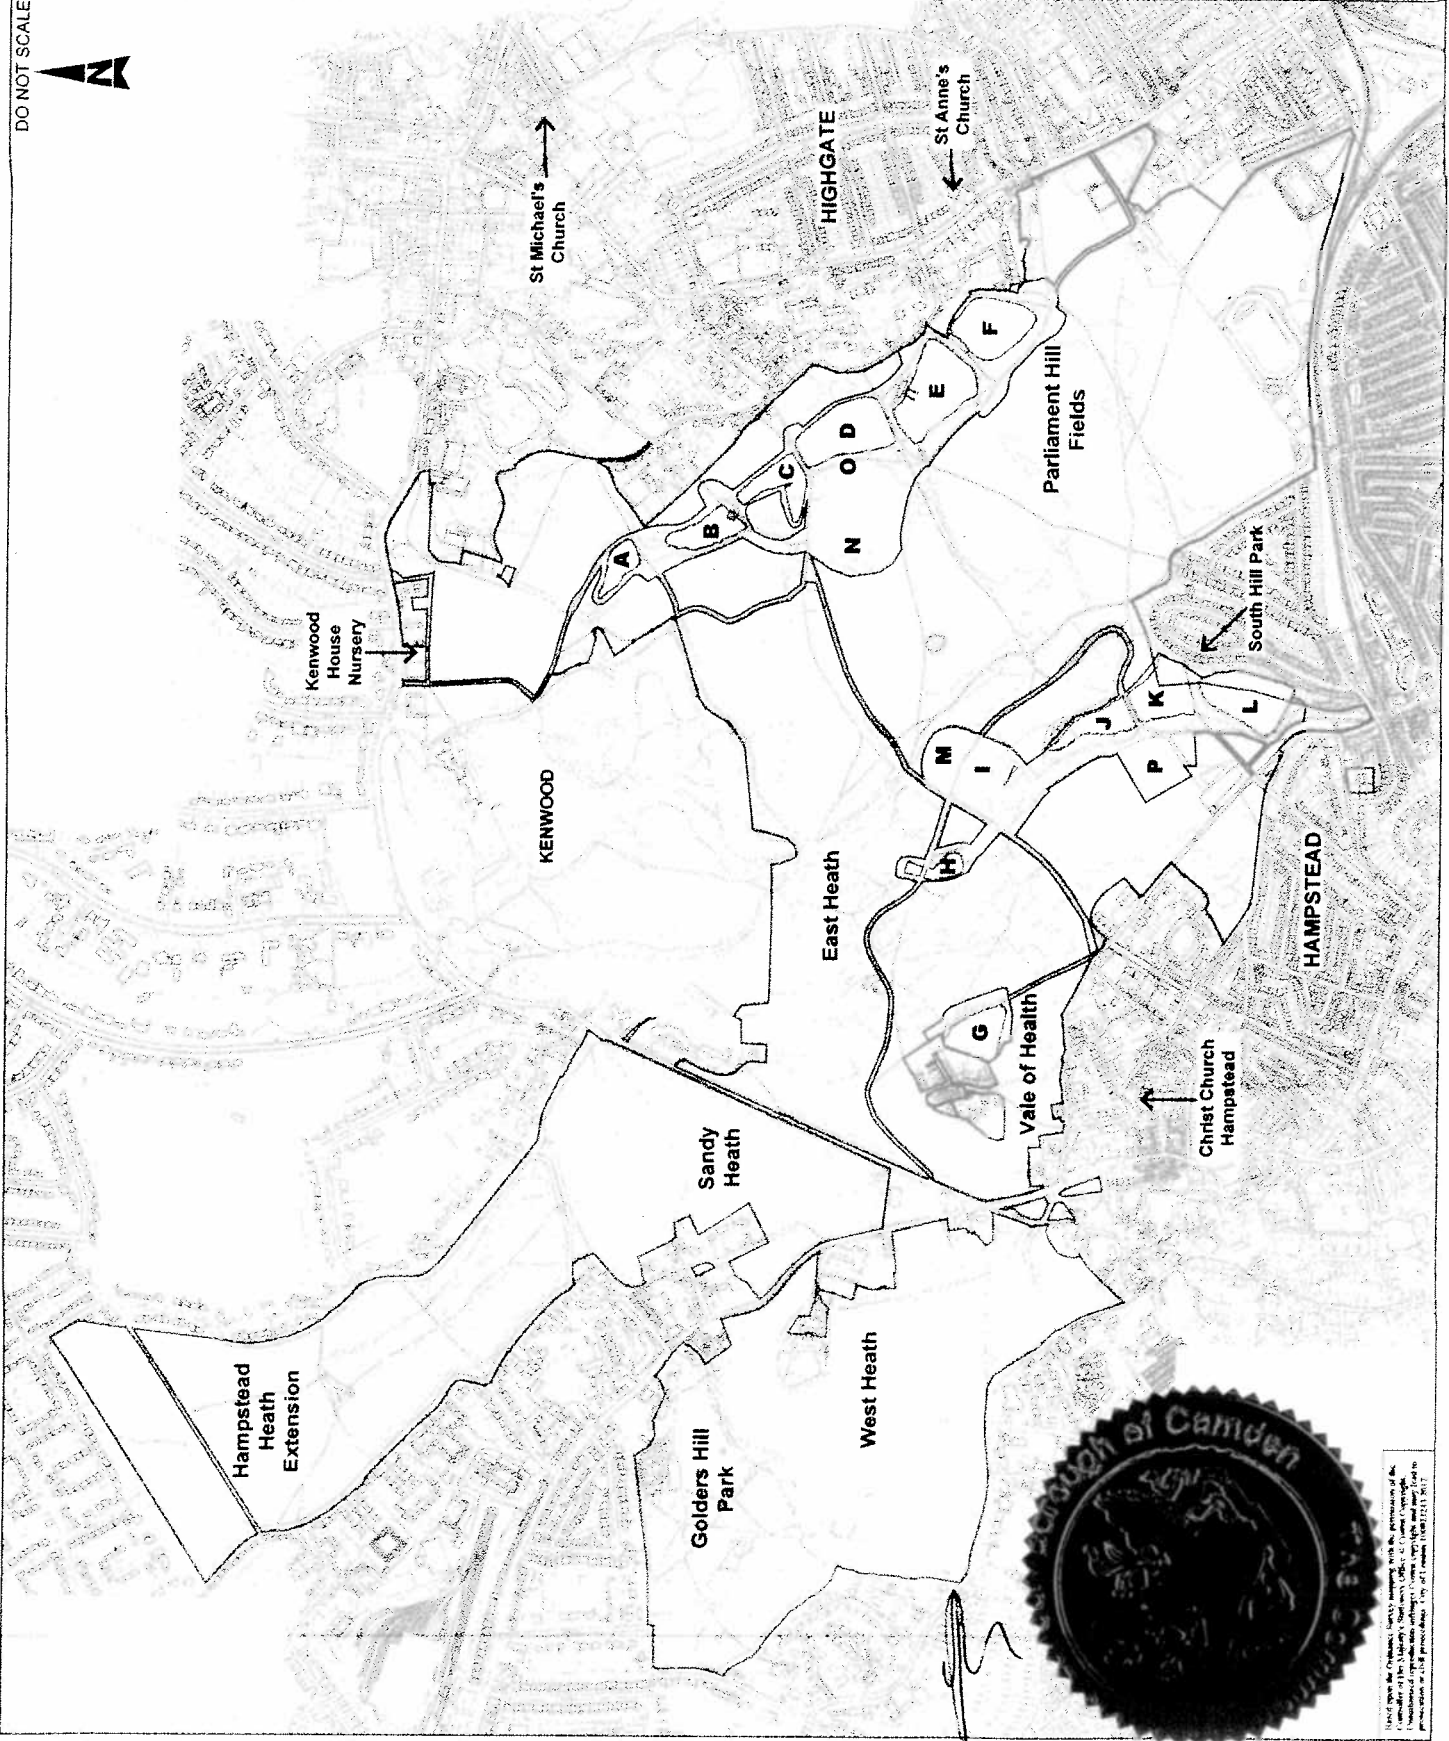 DO NOT SCALE
N
St Michael's
Church
HIGHGATE
St Anne's
Church
Kenwood
House
Nursery
KENWOOD
A
B
C
D
O
E
F
N
Parliament Hill
Fields
South Hill Park
East Heath
M
I
H
J
K
L
P
G
Vale of Health
HAMPSTEAD
Christ Church
Hampstead
Sandy
Heath
Hampstead
Heath
Extension
Golders Hill
Park
West Heath
of Camden